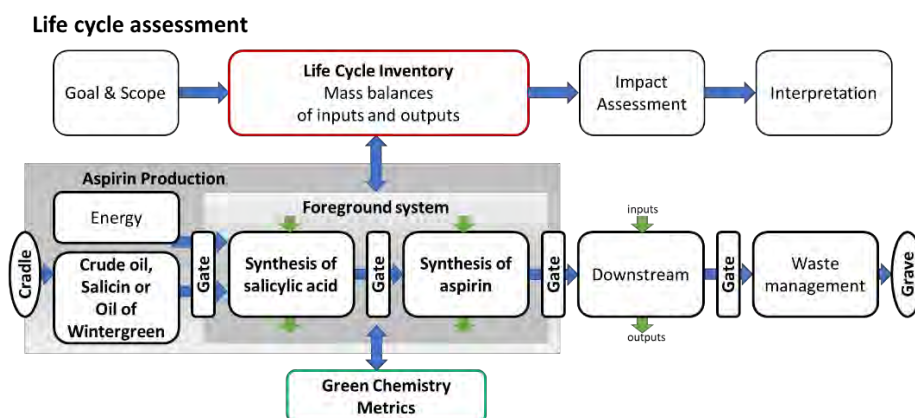 Life cycle assessment
Goal & Scope
Life Cycle Inventory
Mass balances
of inputs and outputs
Impact
Assessment
Interpretation
Aspirin Production
Energy
Foreground system
inputs
Cradle
Crude oil,
Salicin or
Oil of
Wintergreen
Gate
Synthesis of
salicylic acid
Gate
Synthesis of
aspirin
Gate
Downstream
Gate
Waste
management
Grave
outputs
Green Chemistry
Metrics